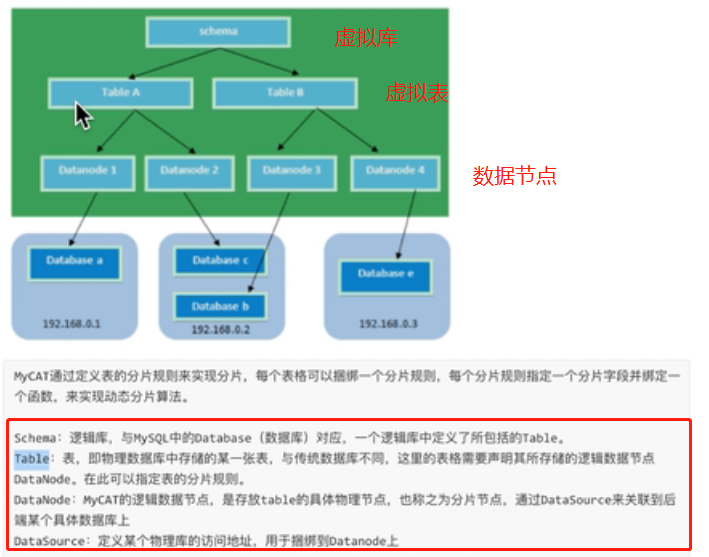 schema
虚拟库
Table A
Table B
虚拟表
Datanode 1
Datanode 2
Datanode 3
Datanode 4
数据节点
Database a
Database c
Database e
Database b
192.168.0.1
192.168.0.2
192.168.0.3
MyCAT通过定义表的分片规则来实现分片，每个表格可以捆绑一个分片规则，每个分片规则指定一个分片字段并绑定一
个函数，来实现动态分片算法。
Schema：逻辑库，与MySQL中的Database（数据库）对应，一个逻辑库中定义了所包括的Table。
Table：表，即物理数据库中存储的某一张表，与传统数据库不同，这里的表格需要声明其所存储的逻辑数据节点
DataNode。在此可以指定表的分片规则。
DataNode：MyCAT的逻辑数据节点，是存放table的具体物理节点，也称之为分片节点，通过DataSource来关联到后
端某个具体数据库上
DataSource：定义某个物理库的访问地址，用于捆绑到Datanode上